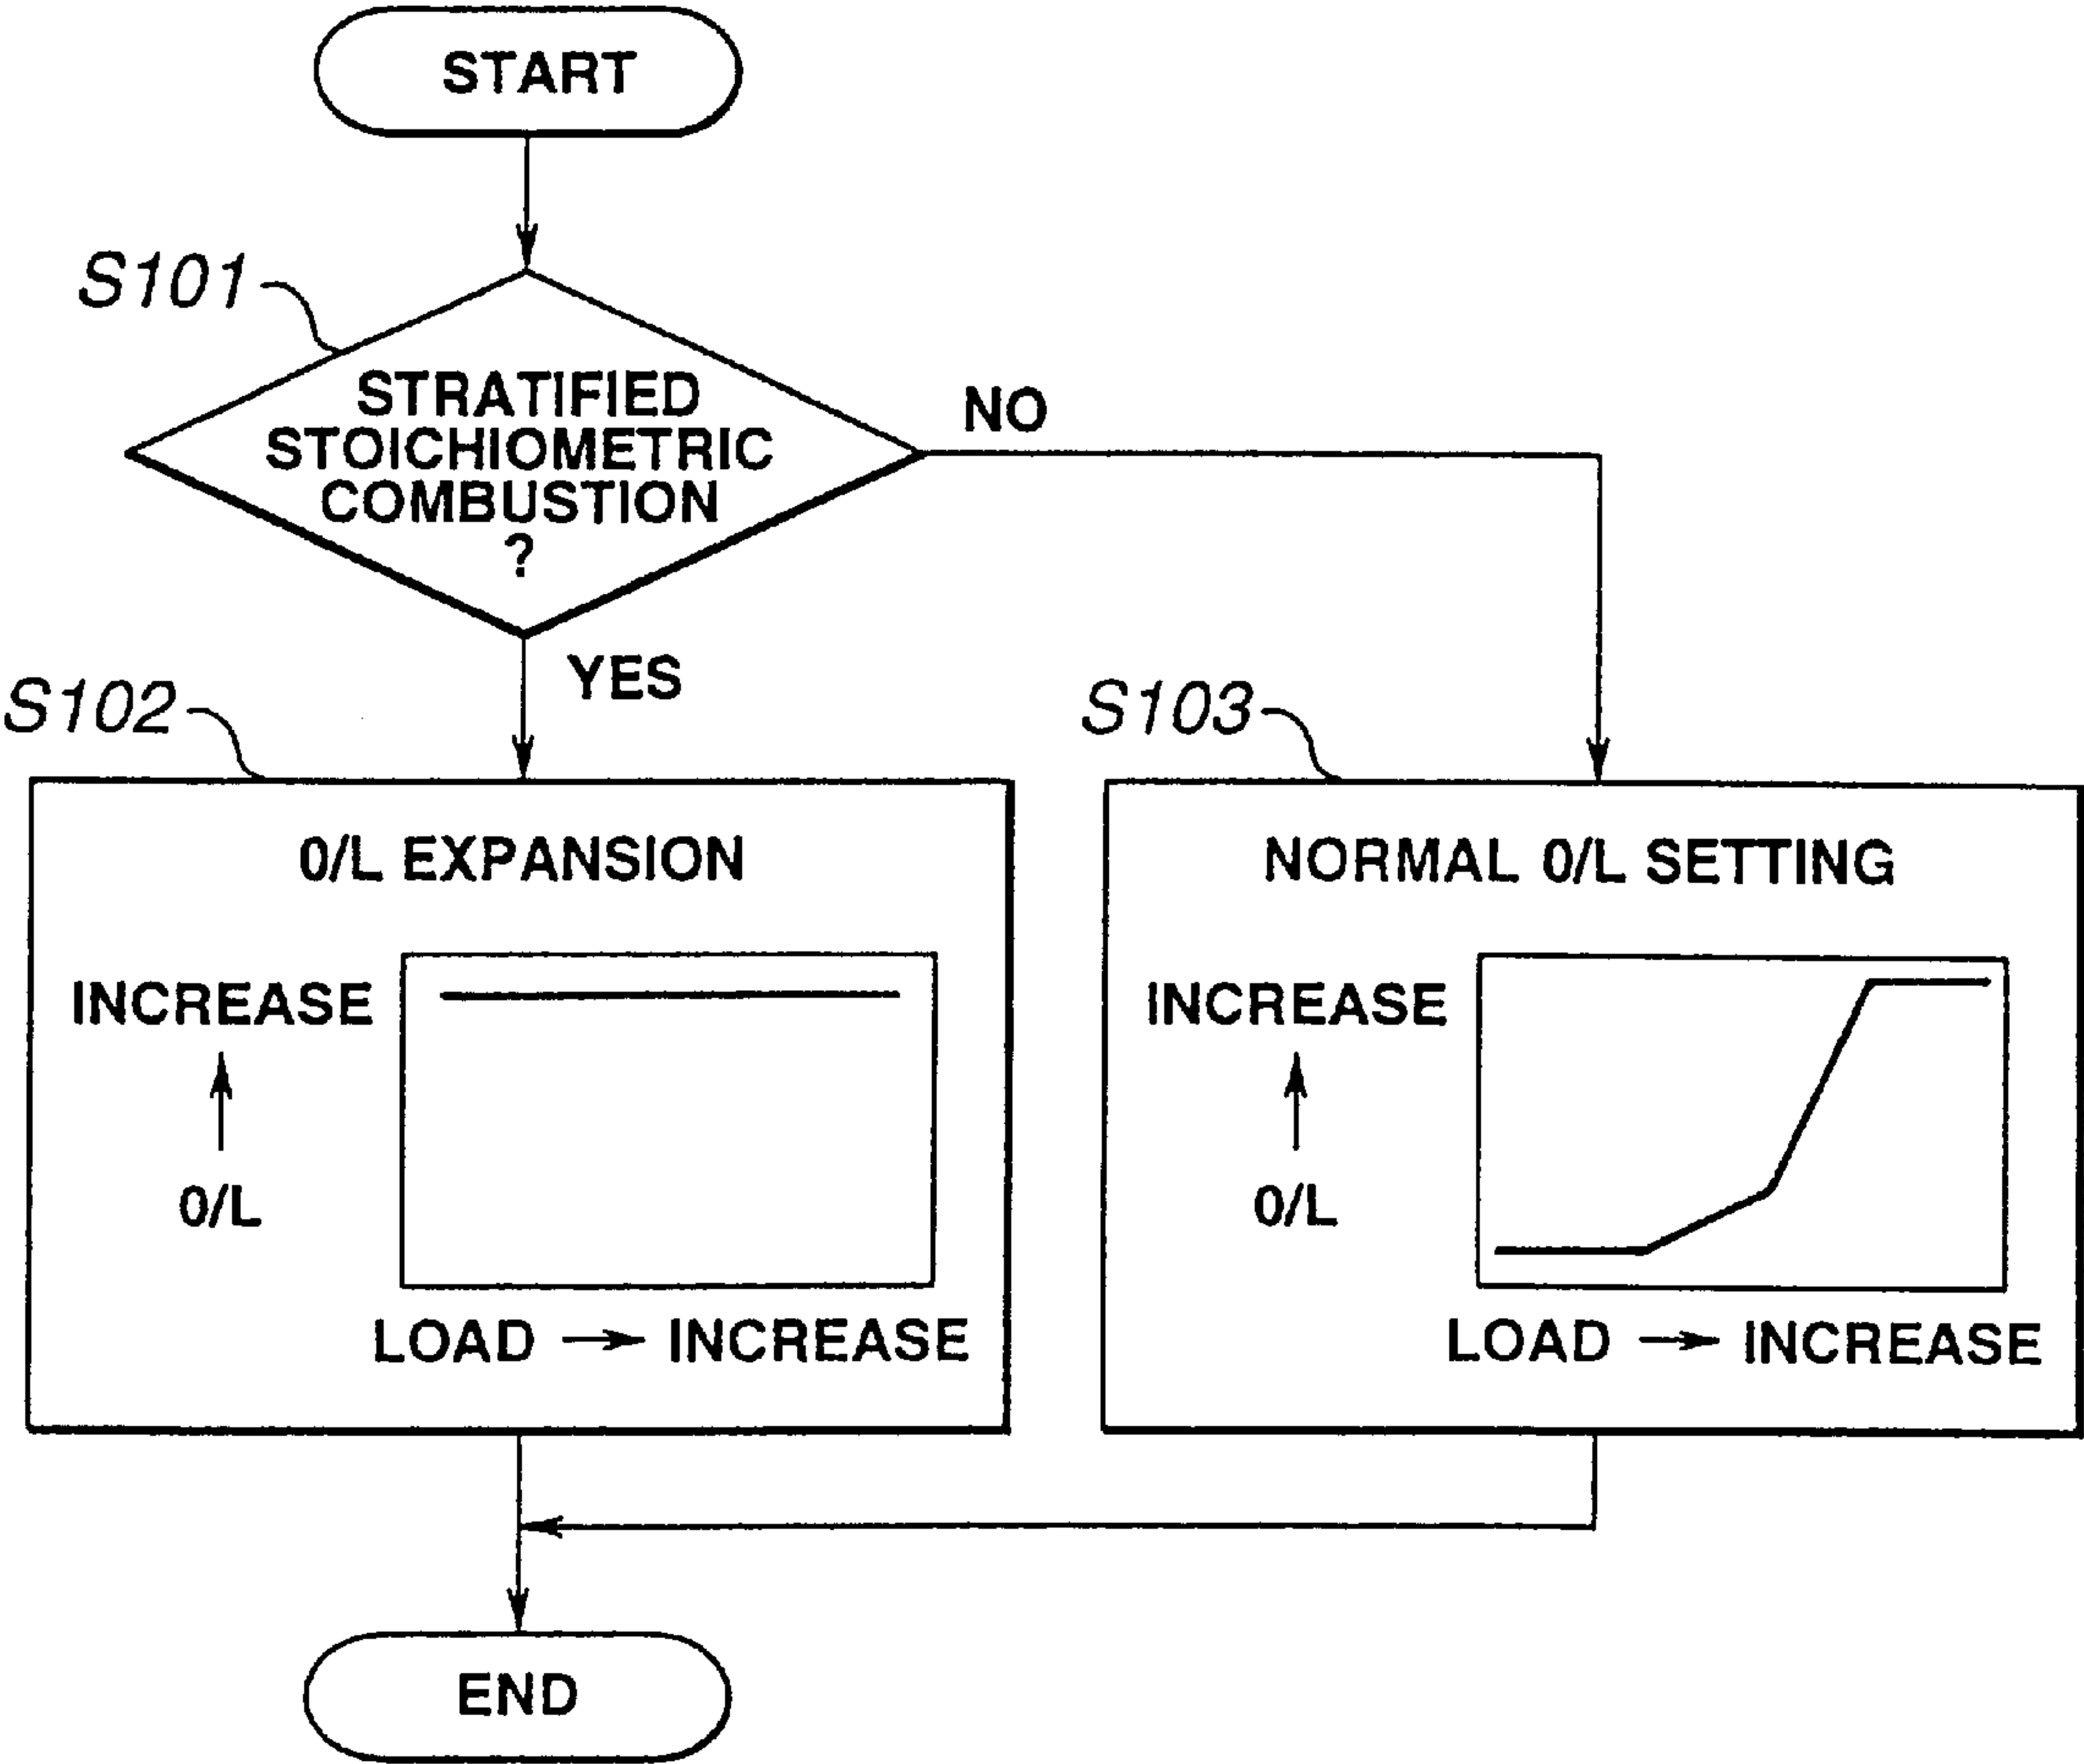 START
S101
STRATIFIED
STOICHIOMETRIC
COMBUSTION
?
NO
YES
S102
S103
0/L EXPANSION
INCREASE
0/L
LOAD → INCREASE
NORMAL 0/L SETTING
INCREASE
0/L
LOAD → INCREASE
END